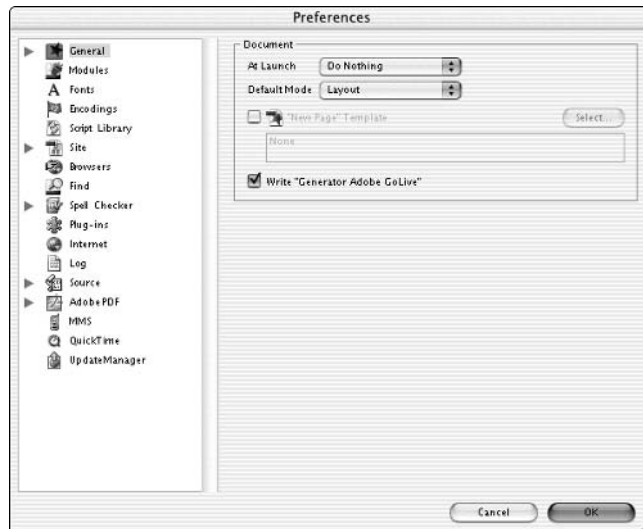 Preferences
General
Modules
Fonts
Encodings
Script Library
Site
Browsers
Find
Spell Checker
Plug-ins
Internet
Log
Source
AdobePDF
MMS
QuickTime
UpdateManager
Document
At Launch Do Nothing
Default Mode Layout
"New Page" Template Select...
None
Write "Generator Adobe GoLive"
Cancel OK